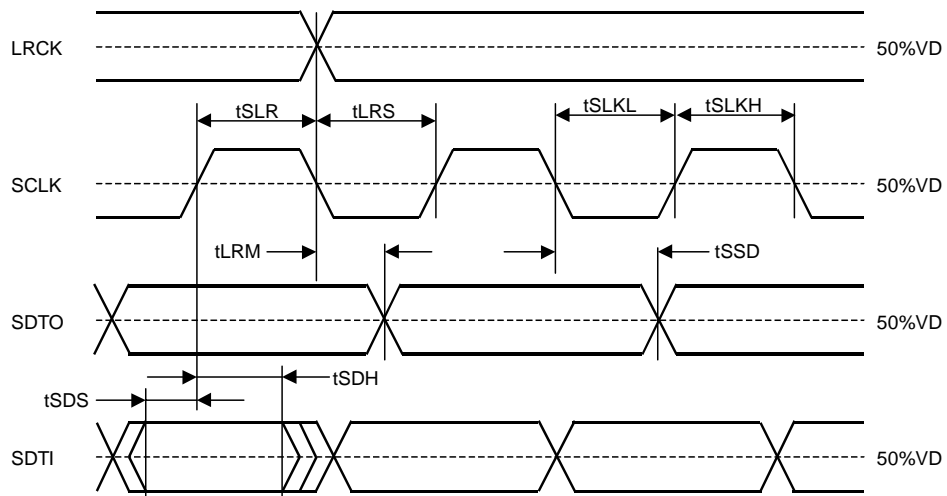 LRCK
50%VD
tSLR
tLRS
tSLKL
tSLKH
SCLK
50%VD
tLRM
tSSD
SDTO
50%VD
tSDH
tSDS
SDTI
50%VD